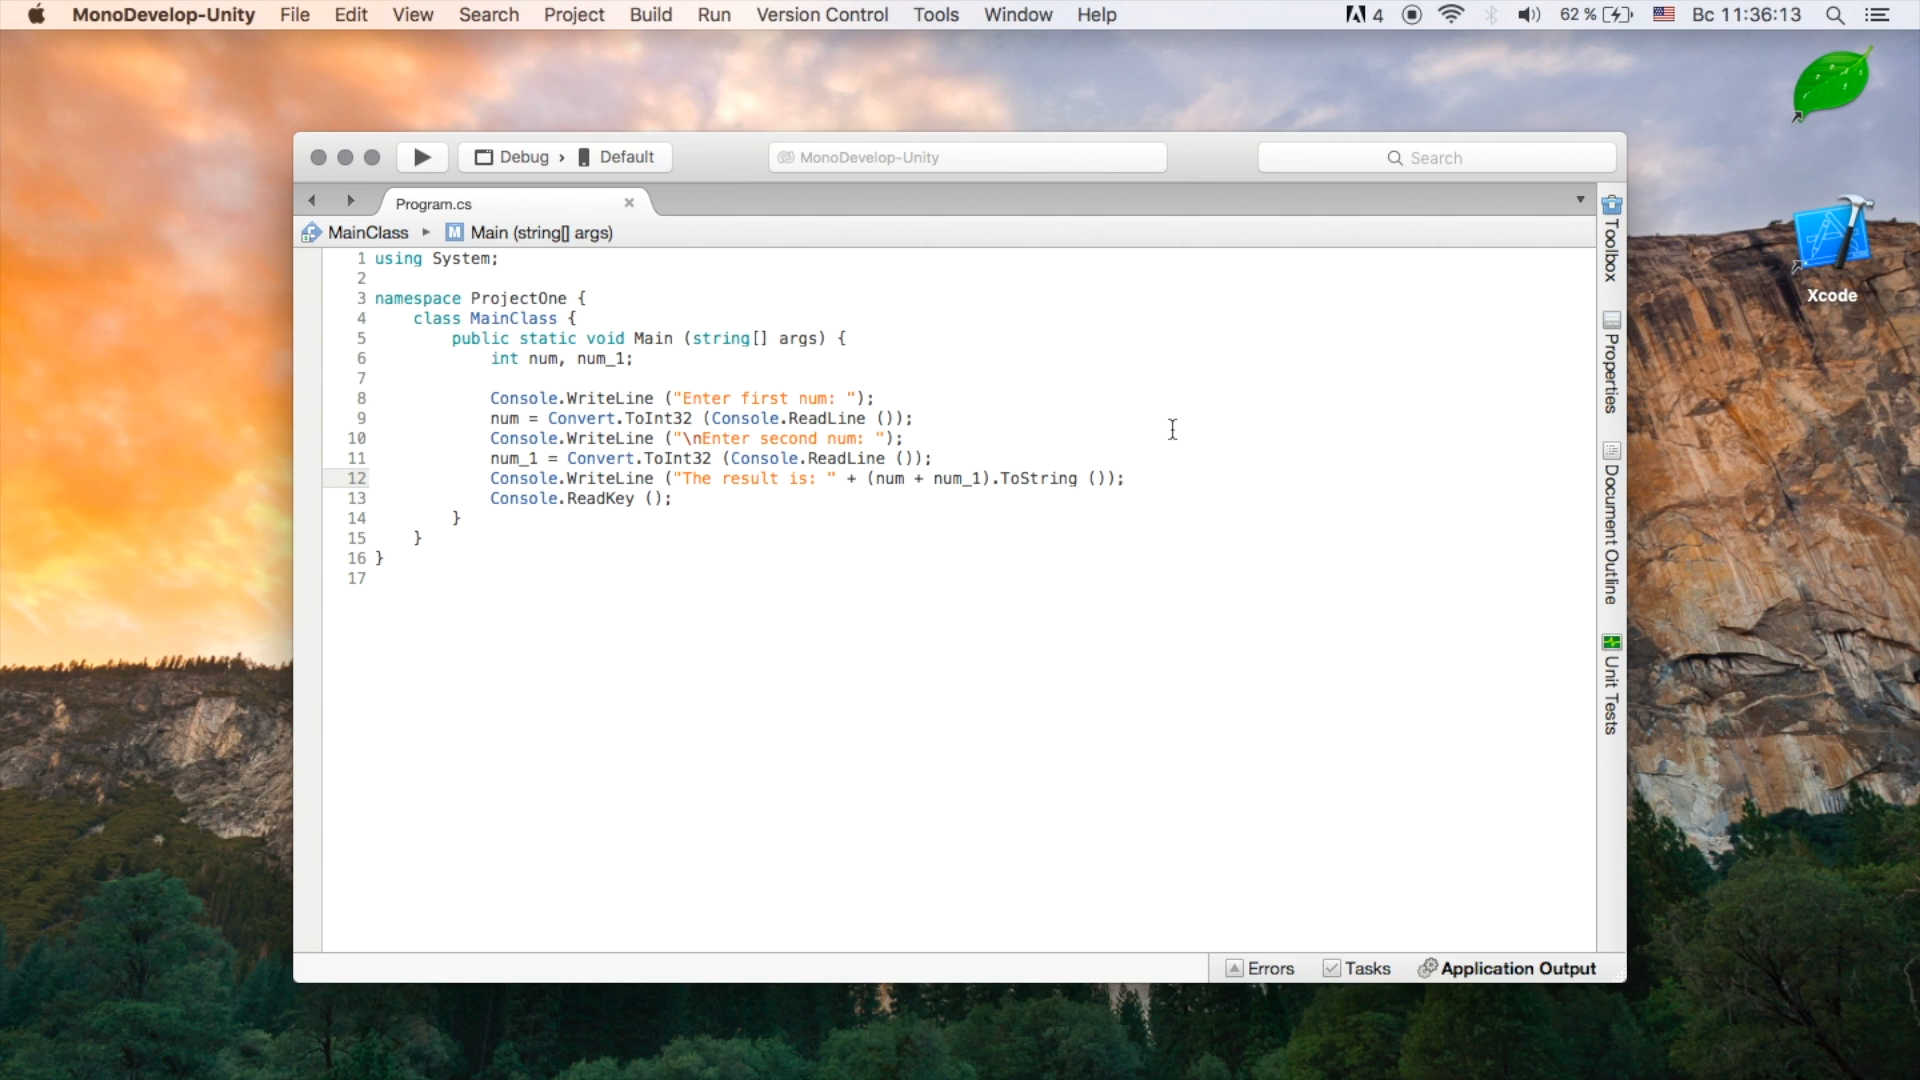 MonoDevelop-Unity File Edit View Search Project Build Run Version Control Tools Window Help 4 62 % Вс 11:36:13
Debug › Default MonoDevelop-Unity Search
Program.cs
MainClass Main (string[] args)
1 using System;
2
3 namespace ProjectOne {
4 class MainClass {
5 public static void Main (string[] args) {
6 int num, num_1;
7
8 Console.WriteLine ("Enter first num: ");
9 num = Convert.ToInt32 (Console.ReadLine ());
10 Console.WriteLine ("\nEnter second num: ");
11 num_1 = Convert.ToInt32 (Console.ReadLine ());
12 Console.WriteLine ("The result is: " + (num + num_1).ToString ());
13 Console.ReadKey ();
14 }
15 }
16 }
17
Toolbox
Properties
Document Outline
Unit Tests
Xcode
Errors Tasks Application Output